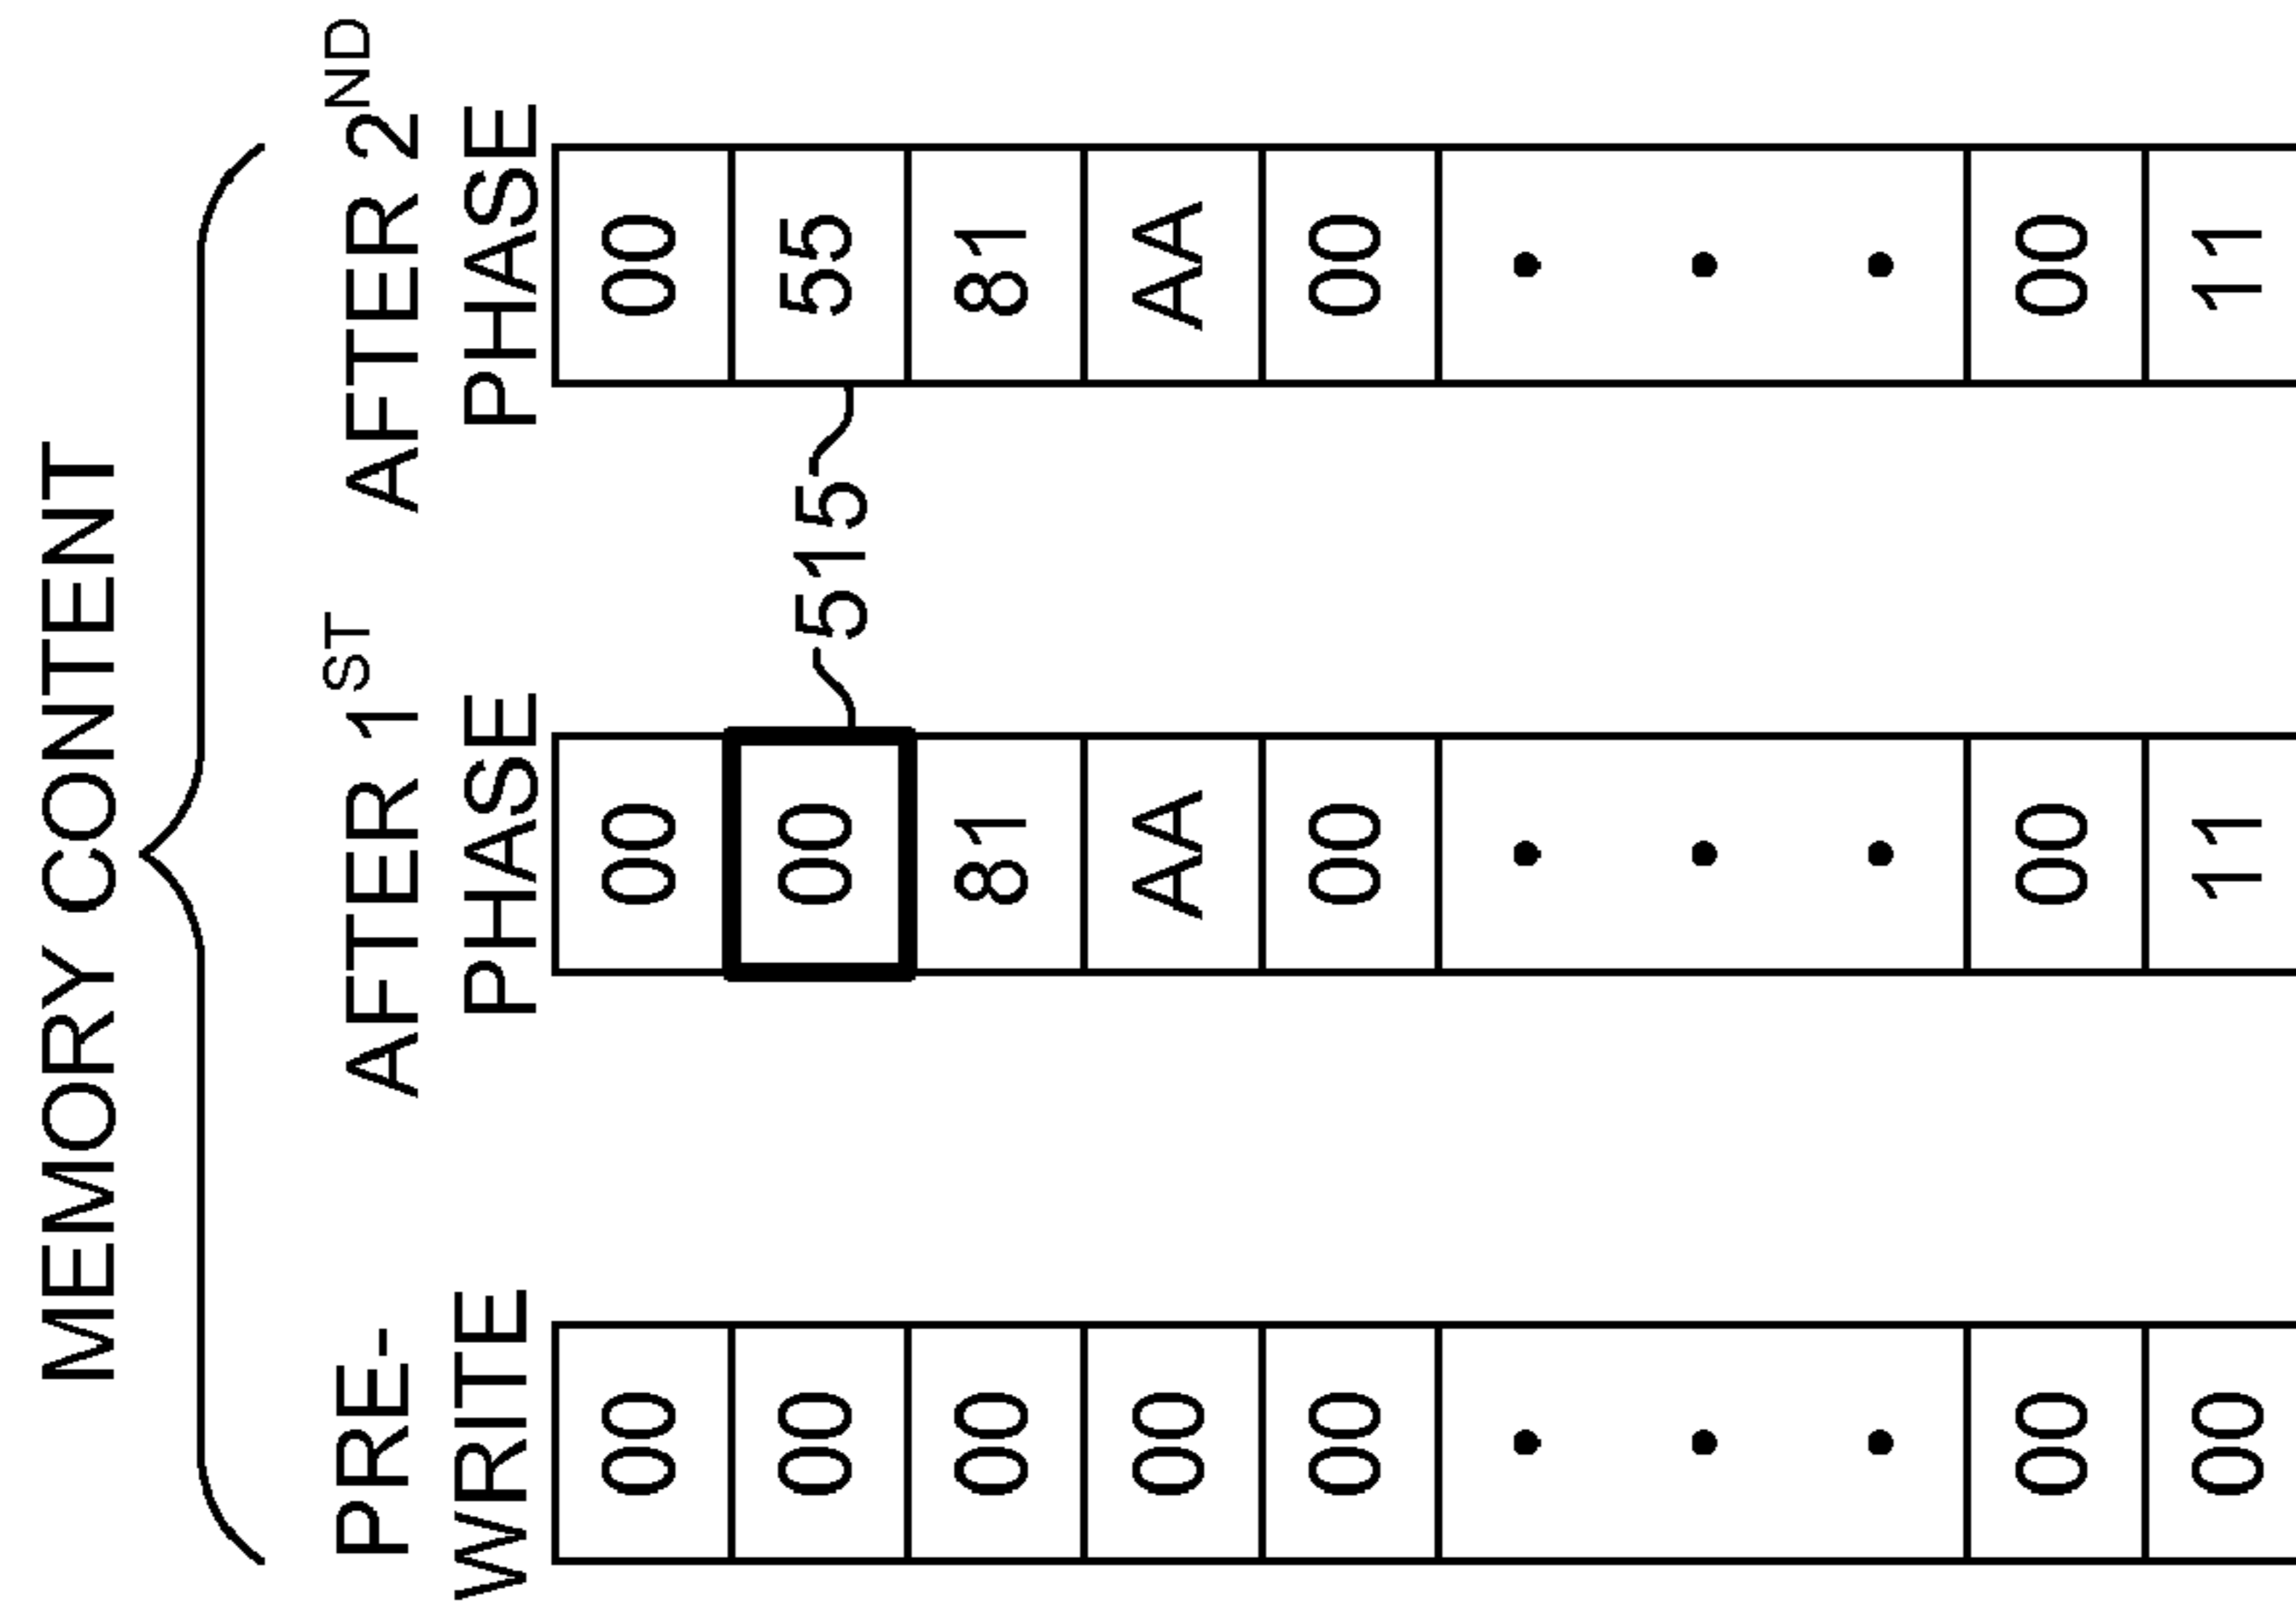 MEMORY CONTENT
PRE-
WRITE
AFTER 1ST
PHASE
AFTER 2ND
PHASE
00 00 00
00 00 515 55
00 81 81
00 AA AA
00 00 00
00 00 00
00 11 11